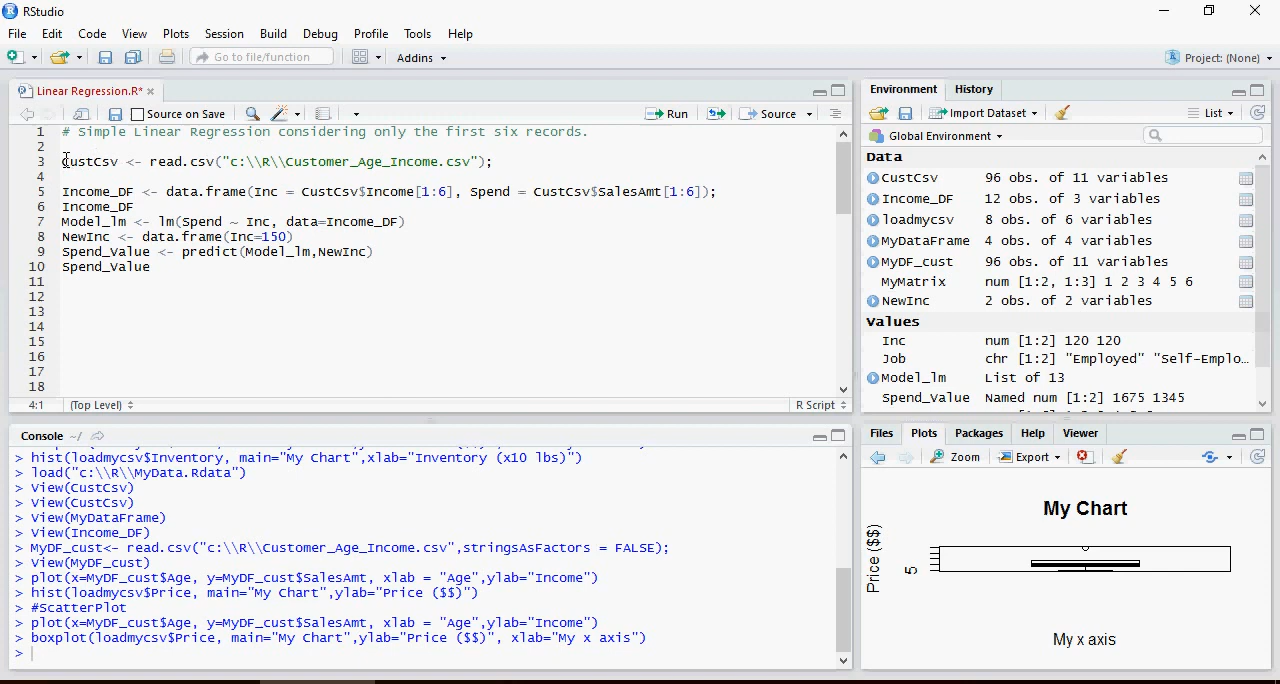 RStudio
File Edit Code View Plots Session Build Debug Profile Tools Help
Go to file/function Addins Project: (None)
Linear Regression.R*
Source on Save Run Source
1 # Simple Linear Regression considering only the first six records.
2
3 CustCsv <- read.csv("c:\\R\\Customer_Age_Income.csv");
4
5 Income_DF <- data.frame(Inc = CustCsv$Income[1:6], Spend = CustCsv$SalesAmt[1:6]);
6 Income_DF
7 Model_lm <- lm(Spend ~ Inc, data=Income_DF)
8 NewInc <- data.frame(Inc=150)
9 Spend_Value <- predict(Model_lm,NewInc)
10 Spend_Value
11
12
13
14
15
16
17
18
4:1 (Top Level) R Script
Console ~/
> hist(loadmycsv$Inventory, main="My Chart",xlab="Inventory (x10 lbs)")
> load("c:\\R\\MyData.Rdata")
> View(CustCsv)
> View(CustCsv)
> View(MyDataFrame)
> View(Income_DF)
> MyDF_cust<- read.csv("c:\\R\\Customer_Age_Income.csv",stringsAsFactors = FALSE);
> View(MyDF_cust)
> plot(x=MyDF_cust$Age, y=MyDF_cust$SalesAmt, xlab = "Age",ylab="Income")
> hist(loadmycsv$Price, main="My Chart",ylab="Price ($$)")
> #ScatterPlot
> plot(x=MyDF_cust$Age, y=MyDF_cust$SalesAmt, xlab = "Age",ylab="Income")
> boxplot(loadmycsv$Price, main="My Chart",ylab="Price ($$)", xlab="My x axis")
>
Environment History
Import Dataset List
Global Environment
Data
CustCsv 96 obs. of 11 variables
Income_DF 12 obs. of 3 variables
loadmycsv 8 obs. of 6 variables
MyDataFrame 4 obs. of 4 variables
MyDF_cust 96 obs. of 11 variables
MyMatrix num [1:2, 1:3] 1 2 3 4 5 6
NewInc 2 obs. of 2 variables
Values
Inc num [1:2] 120 120
Job chr [1:2] "Employed" "Self-Emplo…
Model_lm List of 13
Spend_Value Named num [1:2] 1675 1345
Files Plots Packages Help Viewer
Zoom Export
My Chart
Price ($$)
5
My x axis